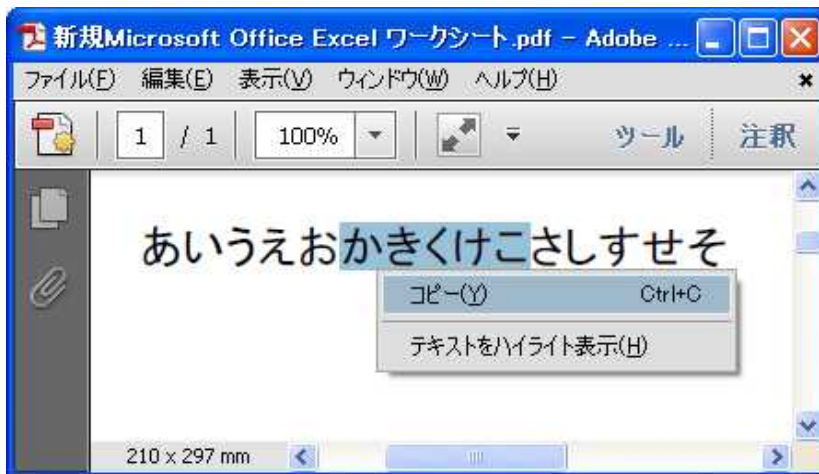 新規Microsoft Office Excel ワークシート.pdf - Adobe ...
ファイル(F) 編集(E) 表示(V) ウィンドウ(W) ヘルプ(H)
1 / 1 100% ツール 注釈
あいうえおかきくけこさしすせそ
コピー(Y) Ctrl+C
テキストをハイライト表示(H)
210 x 297 mm